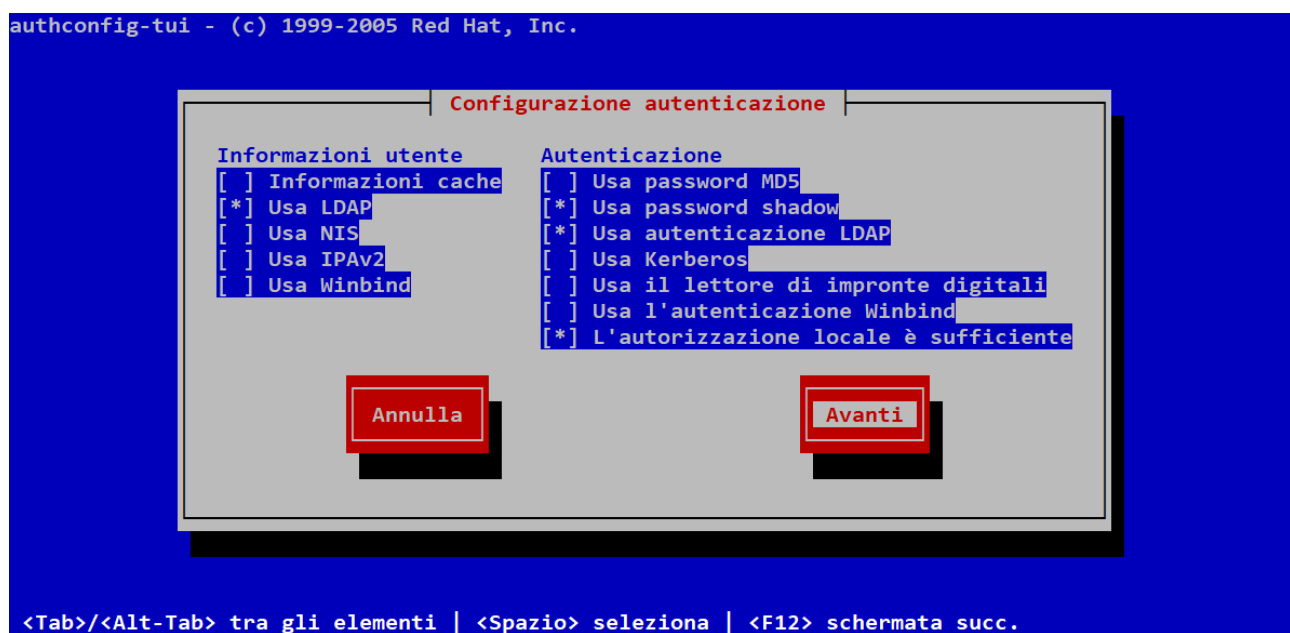 authconfig-tui - (c) 1999-2005 Red Hat, Inc.
Configurazione autenticazione
Informazioni utente
[ ] Informazioni cache
[*] Usa LDAP
[ ] Usa NIS
[ ] Usa IPAv2
[ ] Usa Winbind
Autenticazione
[ ] Usa password MD5
[*] Usa password shadow
[*] Usa autenticazione LDAP
[ ] Usa Kerberos
[ ] Usa il lettore di impronte digitali
[ ] Usa l'autenticazione Winbind
[*] L'autorizzazione locale è sufficiente
Annulla
Avanti
<Tab>/<Alt-Tab> tra gli elementi | <Spazio> seleziona | <F12> schermata succ.